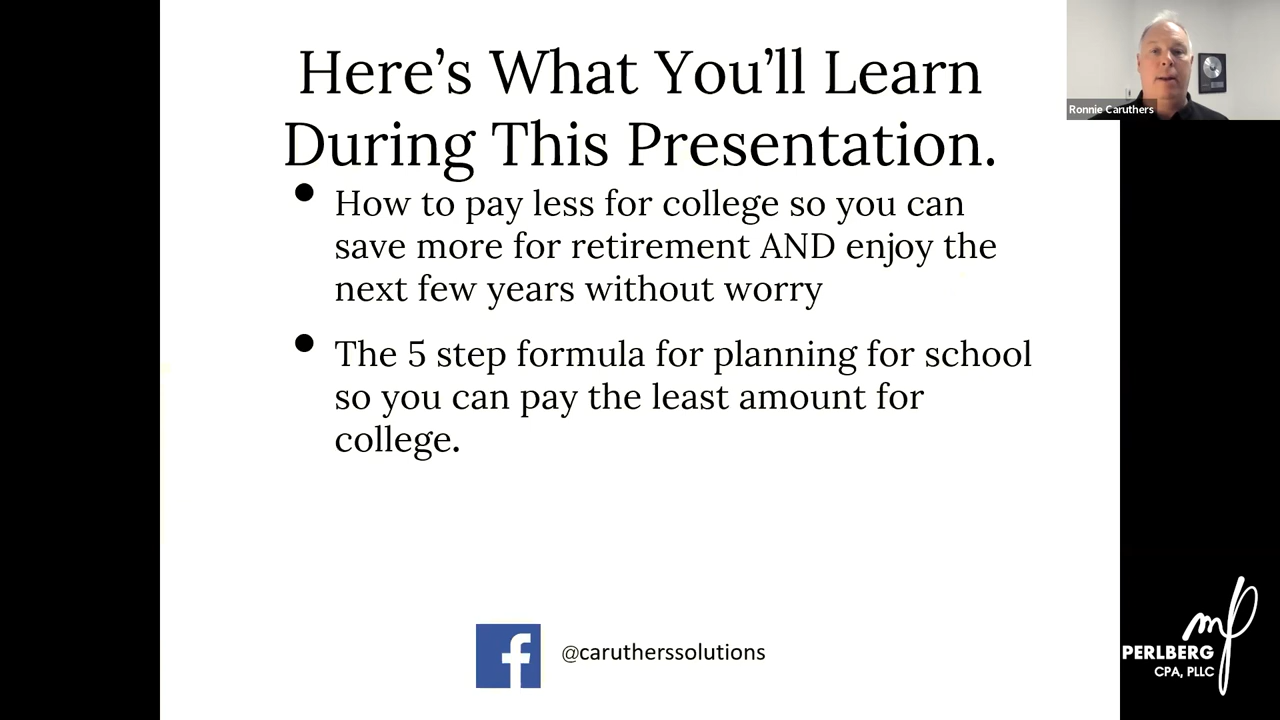 Here’s What You’ll Learn
During This Presentation.
• How to pay less for college so you can
save more for retirement AND enjoy the
next few years without worry
• The 5 step formula for planning for school
so you can pay the least amount for
college.
f
@carutherssolutions
Ronnie Caruthers
mp
PERLBERG
CPA, PLLC